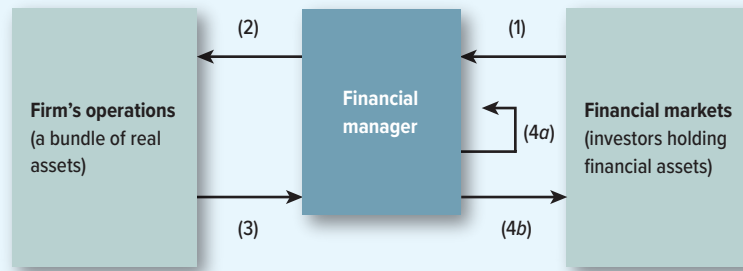 (2)
(1)
Firm's operations
(a bundle of real
assets)
Financial
manager
(4a)
Financial markets
(investors holding
financial assets)
(3)
(4b)